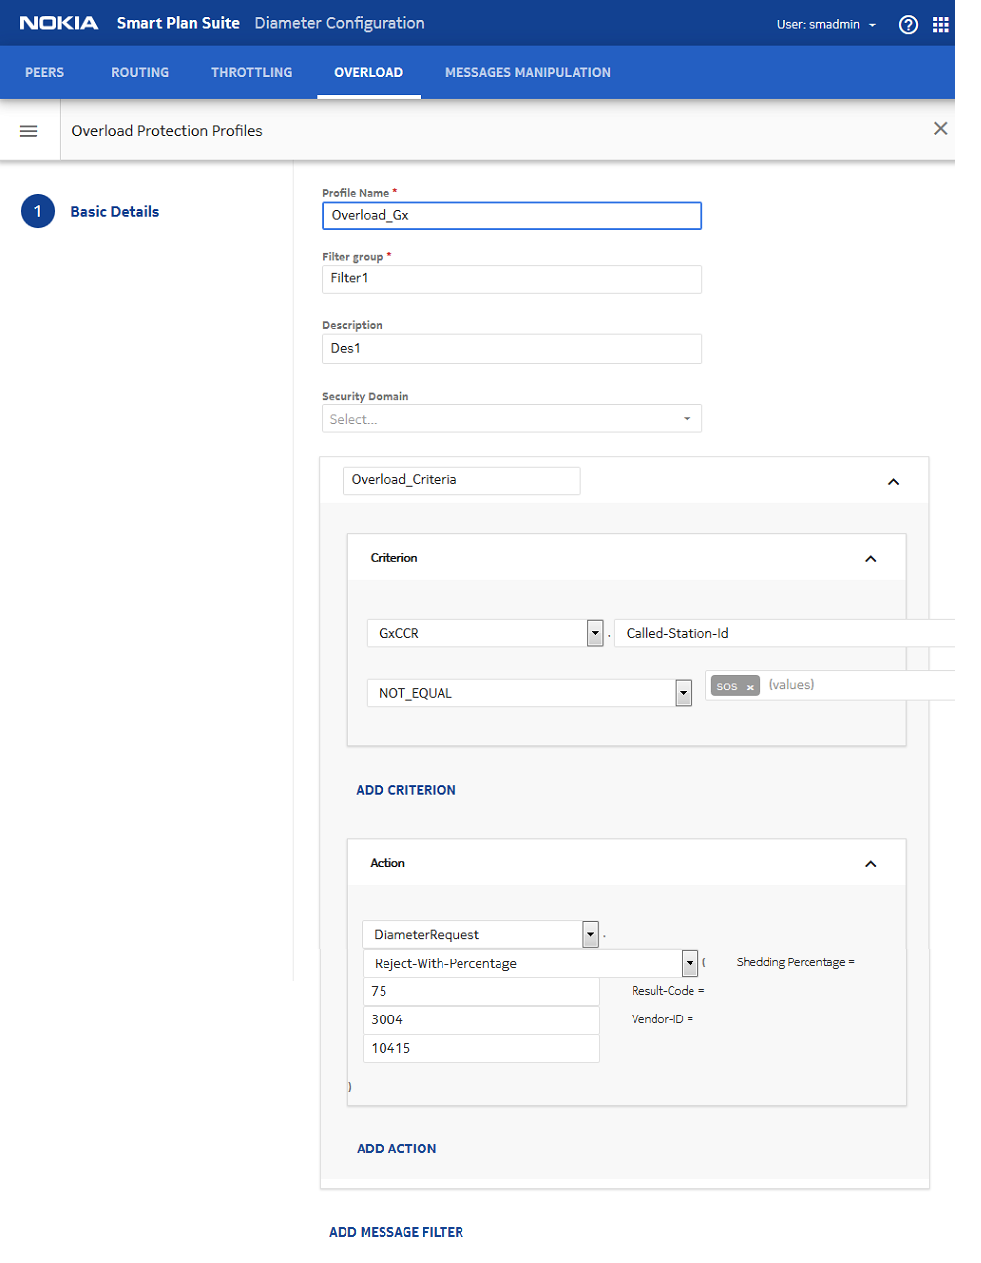 NOKIA Smart Plan Suite Diameter Configuration User: smadmin ?
PEERS ROUTING THROTTLING OVERLOAD MESSAGES MANIPULATION
Overload Protection Profiles
1 Basic Details
Profile Name *
Overload_Gx
Filter group *
Filter1
Description
Des1
Security Domain
Select...
Overload_Criteria
Criterion
GxCCR . Called-Station-Id
NOT_EQUAL sos x (values)
ADD CRITERION
Action
DiameterRequest .
Reject-With-Percentage ( Shedding Percentage =
75 Result-Code =
3004 Vendor-ID =
10415
)
ADD ACTION
ADD MESSAGE FILTER